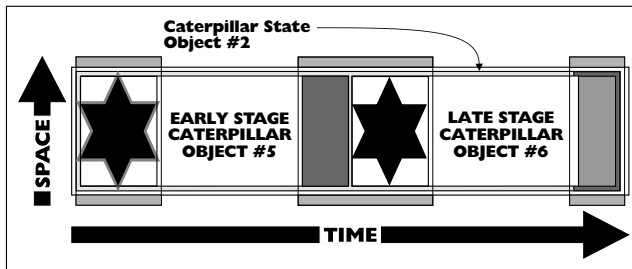 Caterpillar State
Object #2
EARLY STAGE
CATERPILLAR
OBJECT #5
LATE STAGE
CATERPILLAR
OBJECT #6
SPACE
TIME